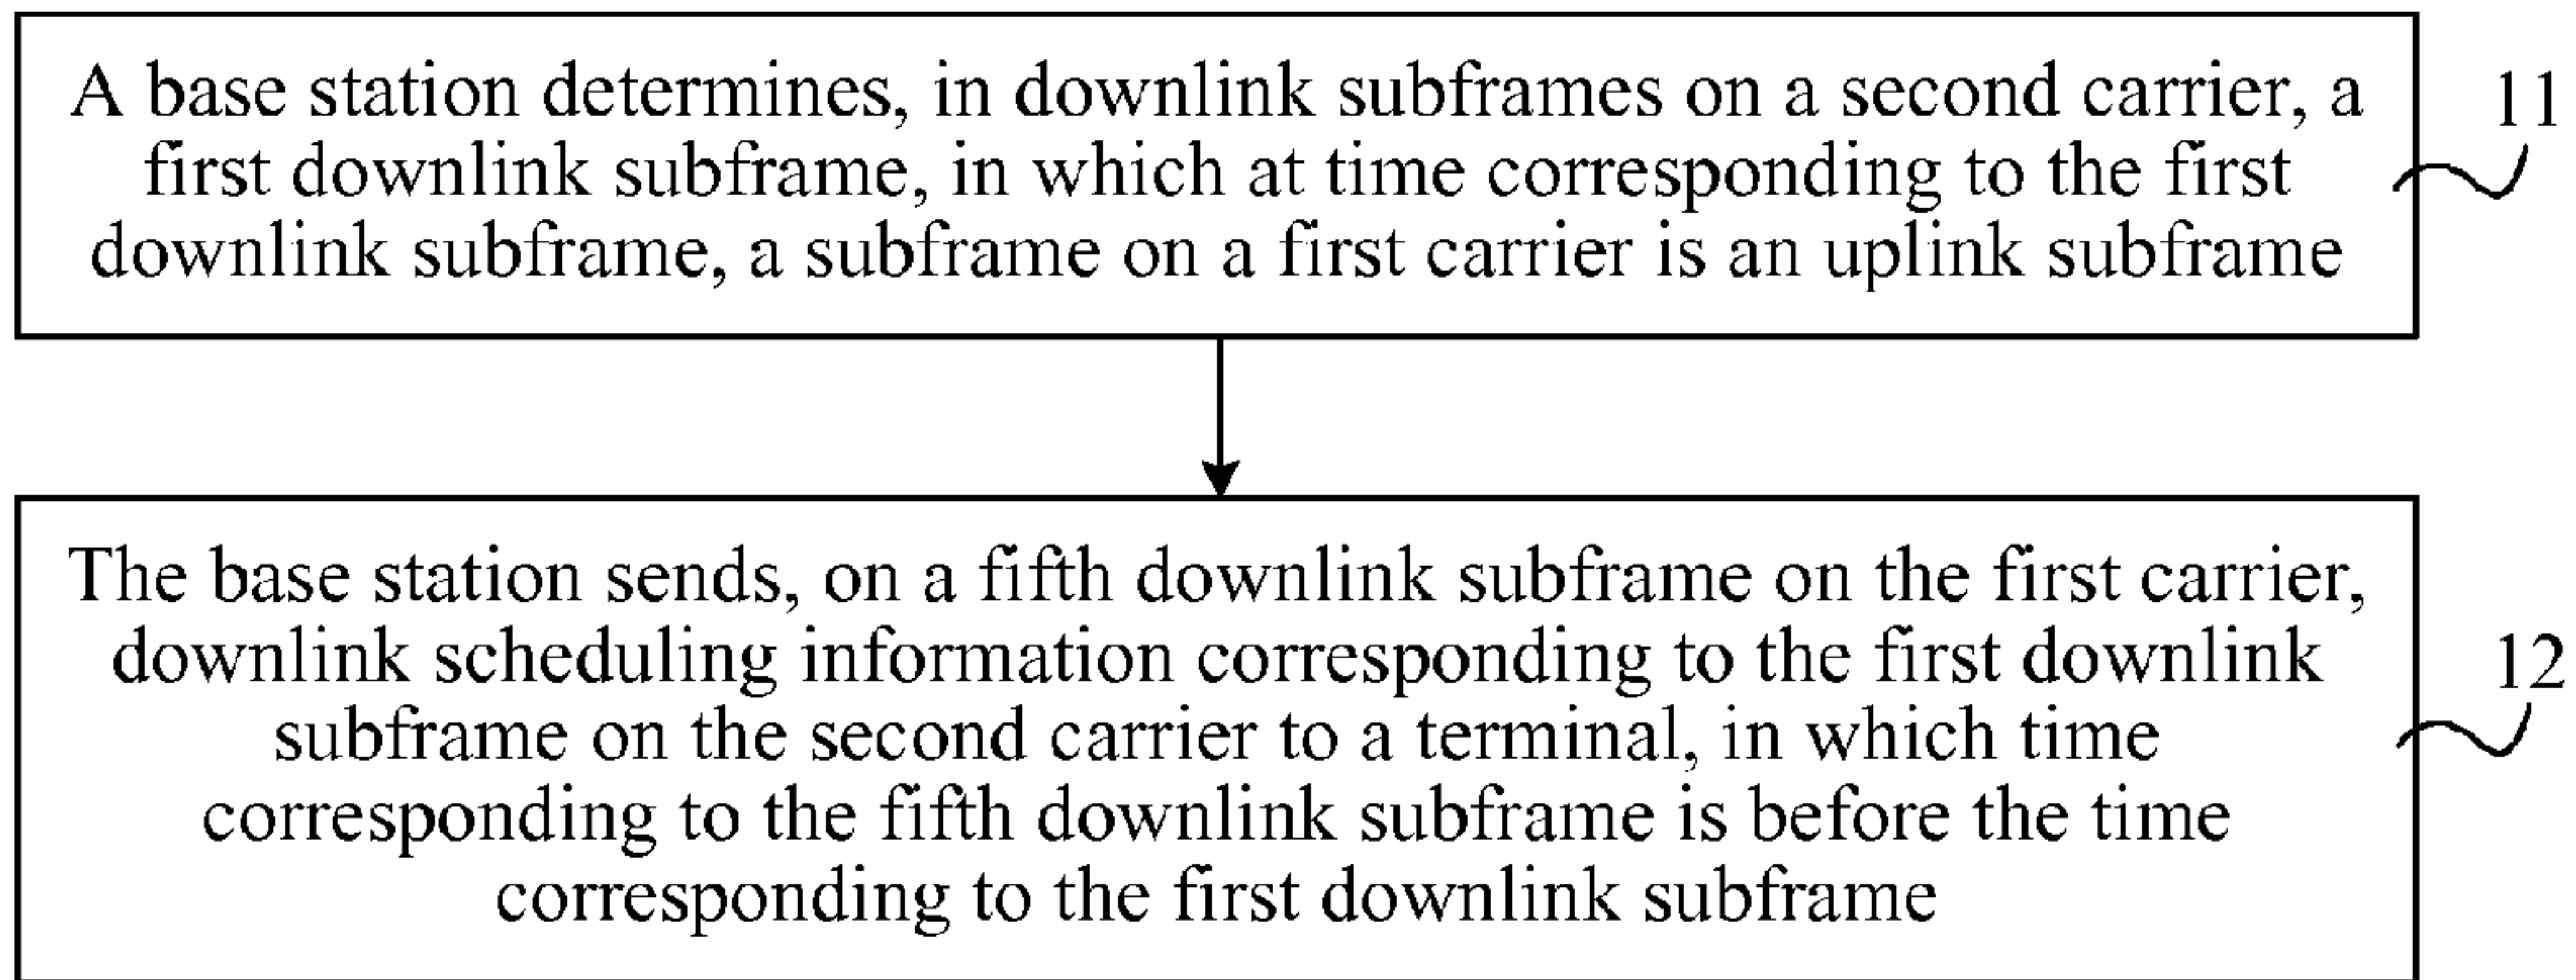 A base station determines, in downlink subframes on a second carrier, a
first downlink subframe, in which at time corresponding to the first
downlink subframe, a subframe on a first carrier is an uplink subframe
11
The base station sends, on a fifth downlink subframe on the first carrier,
downlink scheduling information corresponding to the first downlink
subframe on the second carrier to a terminal, in which time
corresponding to the fifth downlink subframe is before the time
corresponding to the first downlink subframe
12